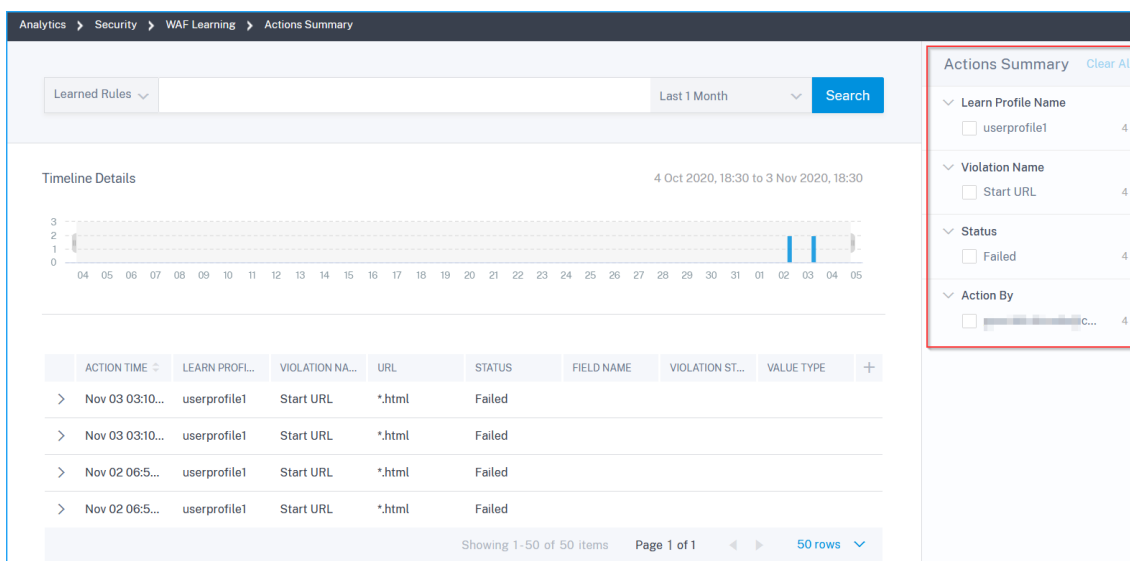 Analytics > Security > WAF Learning > Actions Summary
Learned Rules
Last 1 Month
Search
Timeline Details
4 Oct 2020, 18:30 to 3 Nov 2020, 18:30
3
2
1
0
04 05 06 07 08 09 10 11 12 13 14 15 16 17 18 19 20 21 22 23 24 25 26 27 28 29 30 31 01 02 03 04 05
ACTION TIME LEARN PROFI... VIOLATION NA... URL STATUS FIELD NAME VIOLATION ST... VALUE TYPE +
> Nov 03 03:10... userprofile1 Start URL *.html Failed
> Nov 03 03:10... userprofile1 Start URL *.html Failed
> Nov 02 06:5... userprofile1 Start URL *.html Failed
> Nov 02 06:5... userprofile1 Start URL *.html Failed
Showing 1-50 of 50 items Page 1 of 1 50 rows
Actions Summary Clear Al
Learn Profile Name
userprofile1 4
Violation Name
Start URL 4
Status
Failed 4
Action By
c... 4